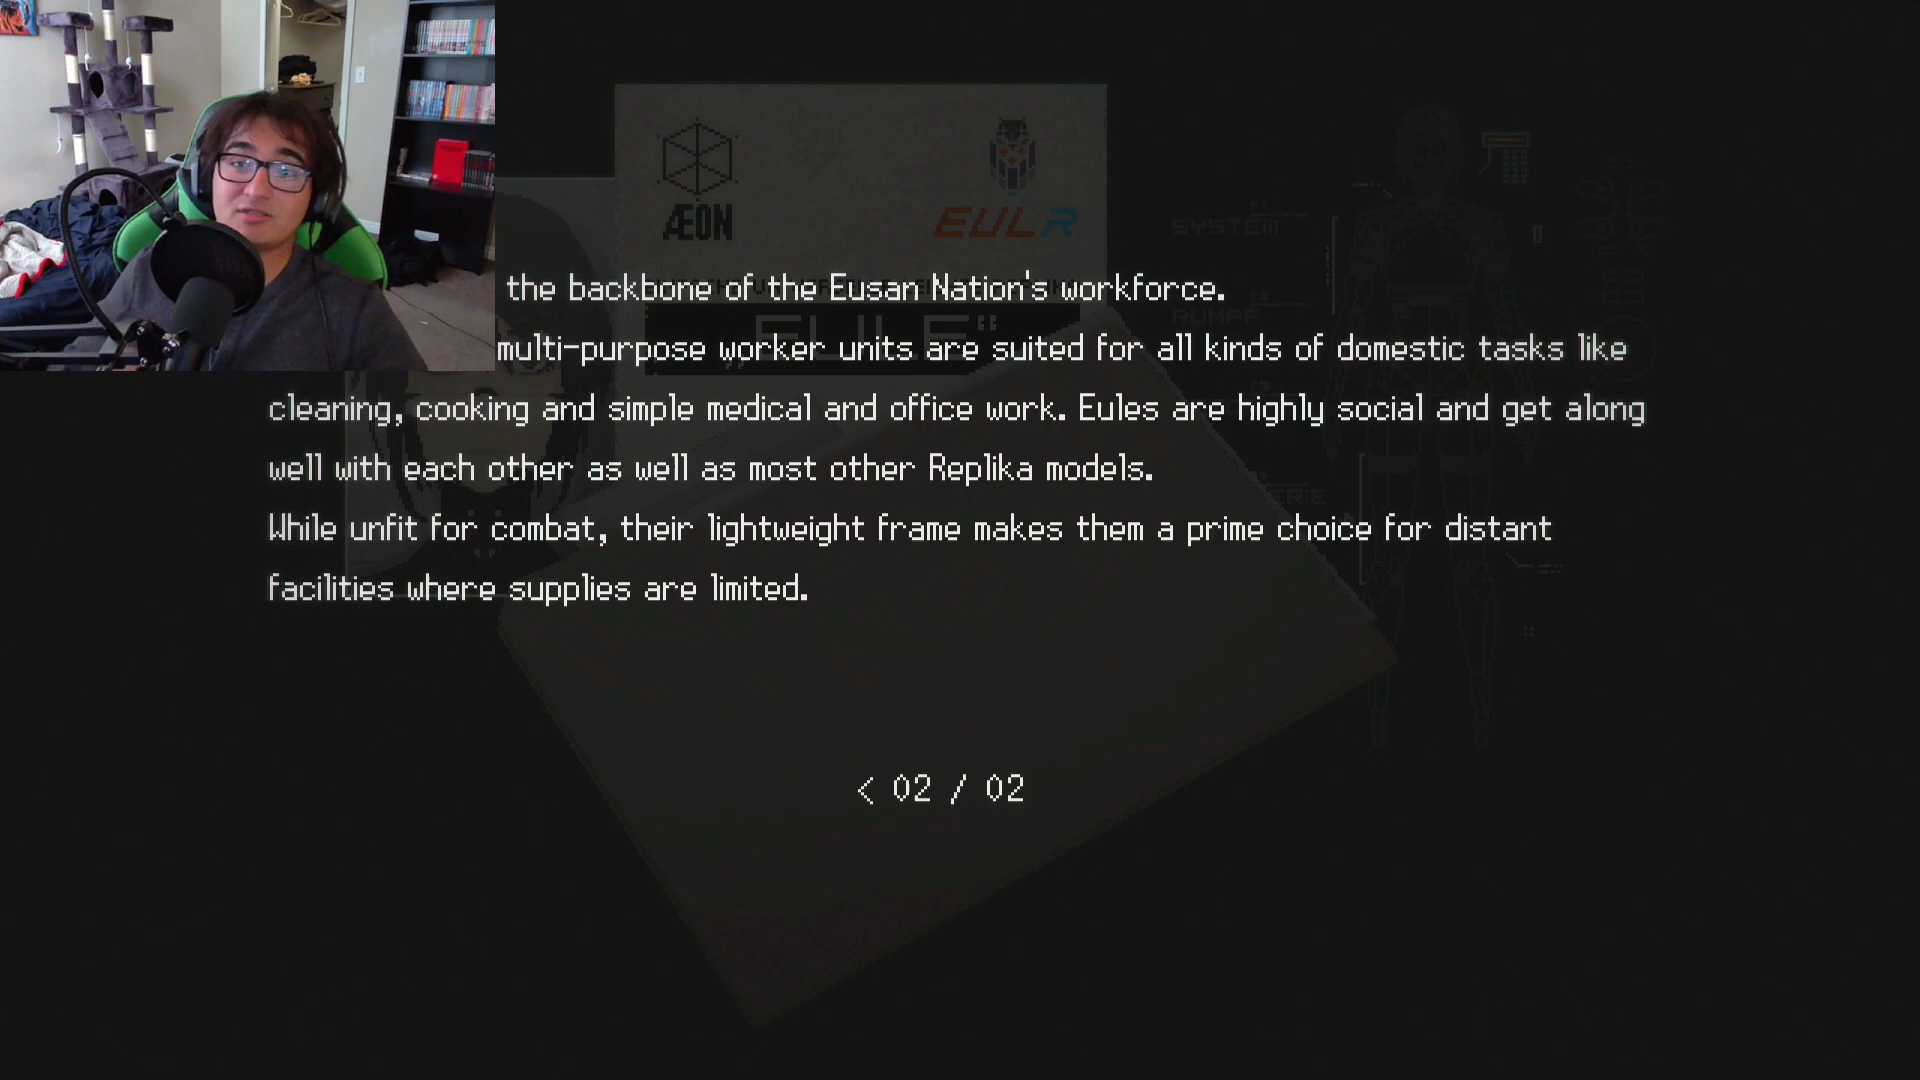 ÆON
EULR
SYSTEM
RUMPF
"EULE"
the backbone of the Eusan Nation's workforce.
multi-purpose worker units are suited for all kinds of domestic tasks like
cleaning, cooking and simple medical and office work. Eules are highly social and get along
well with each other as well as most other Replika models.
While unfit for combat, their lightweight frame makes them a prime choice for distant
facilities where supplies are limited.
< 02 / 02